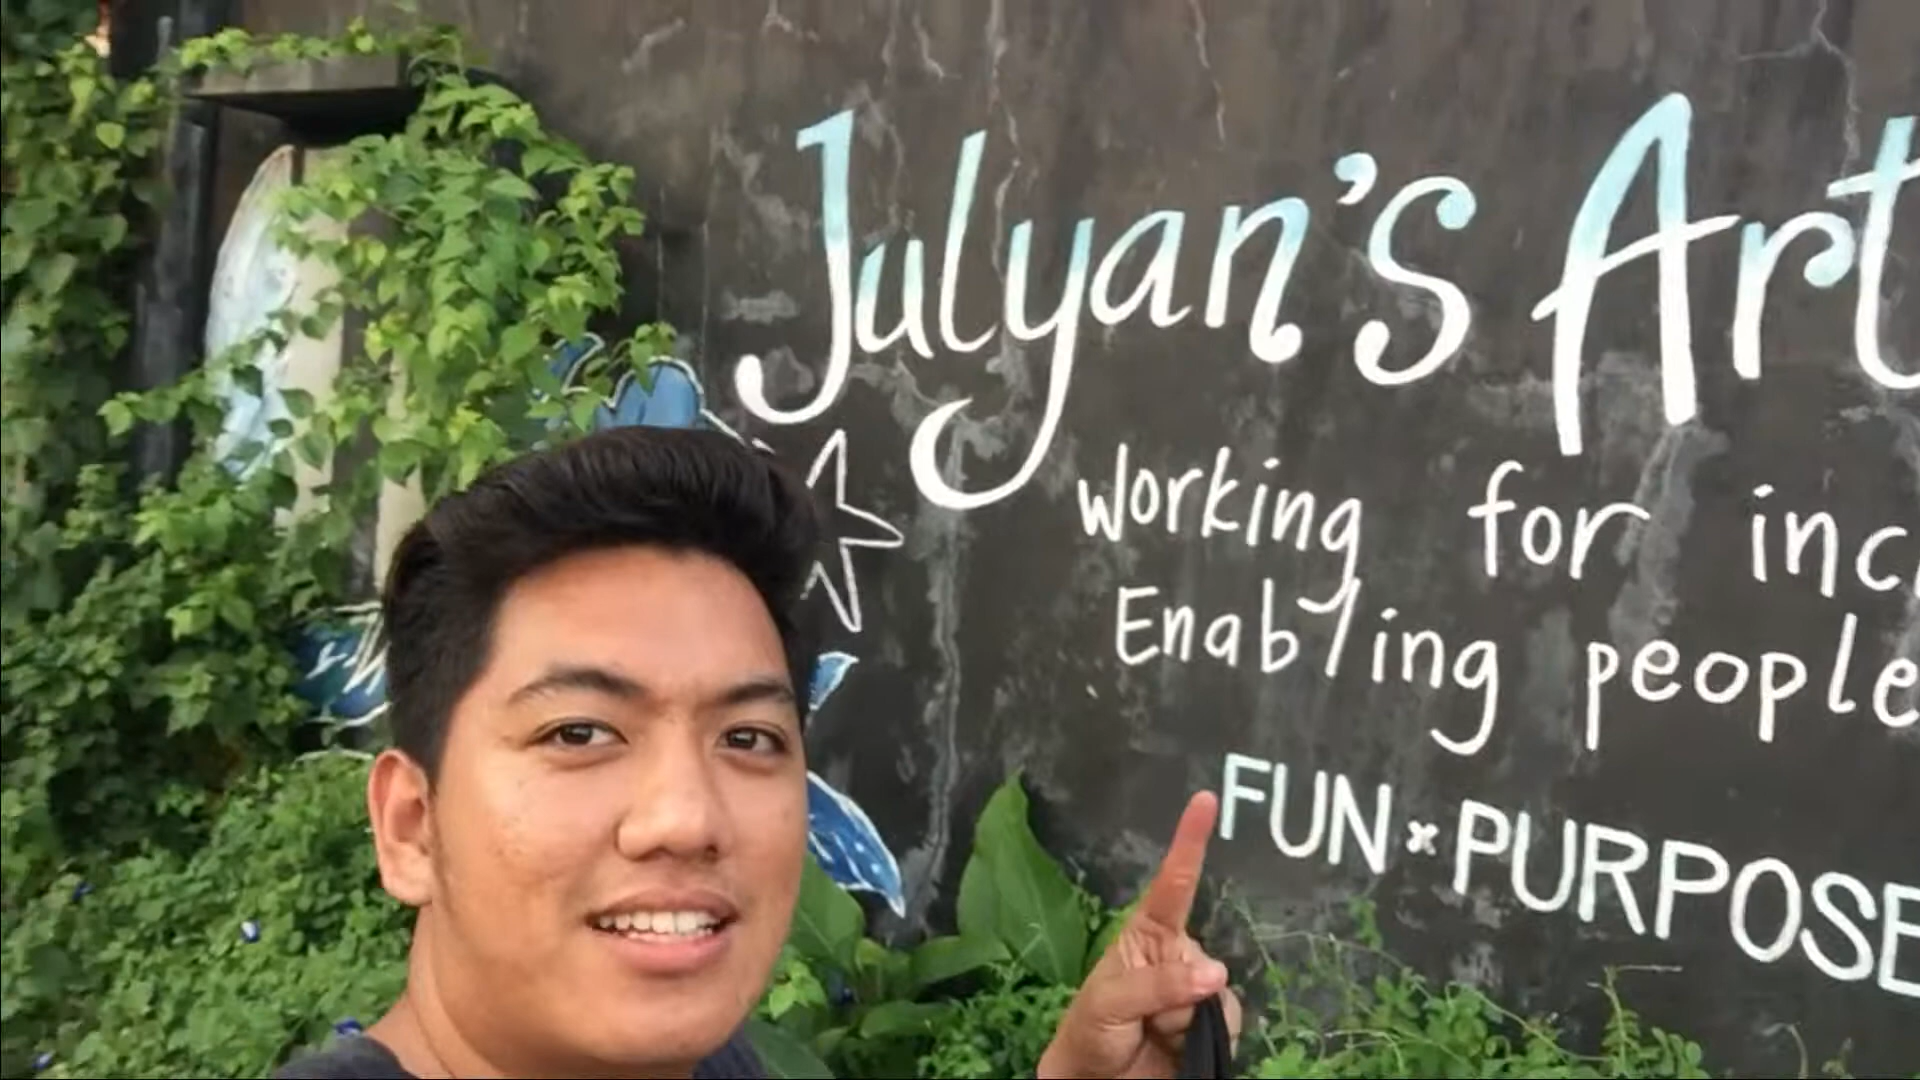 Julyan's Art
Working for inc
Enabling people
FUN x PURPOSE